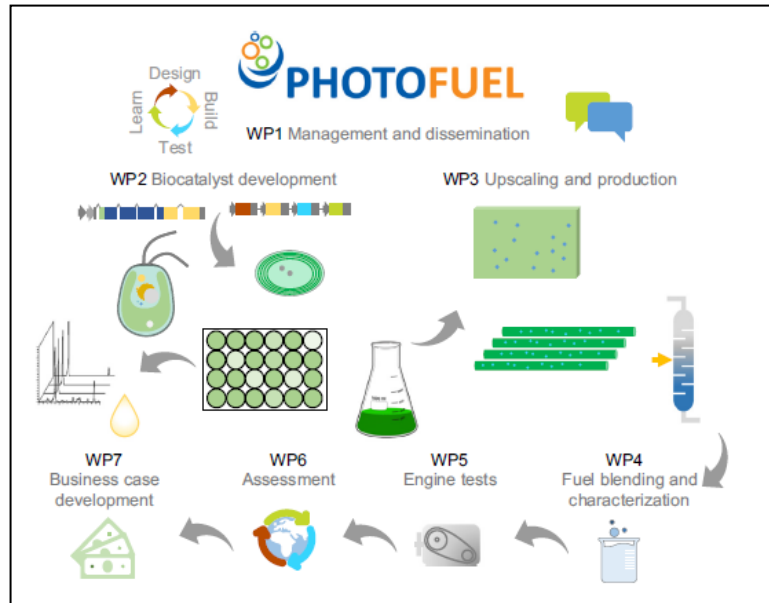 Design
Build
Test
Learn
PHOTOFUEL
WP1 Management and dissemination
WP2 Biocatalyst development
WP3 Upscaling and production
WP7
Business case
development
WP6
Assessment
WP5
Engine tests
WP4
Fuel blending and
characterization